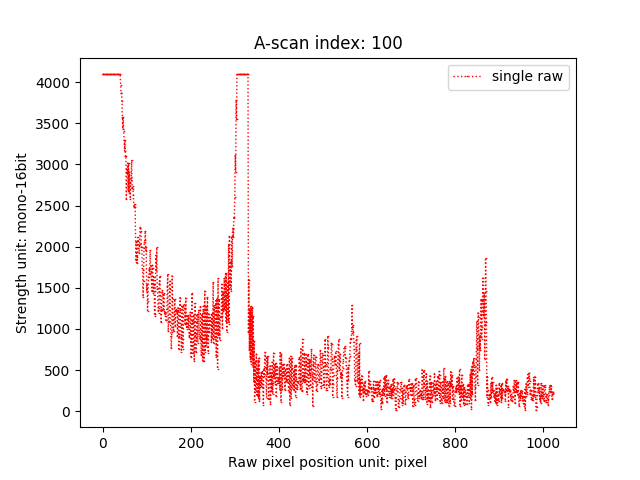 A-scan index: 100
single raw
4000
3500
3000
2500
2000
1500
1000
500
0
Strength unit: mono-16bit
0 200 400 600 800 1000
Raw pixel position unit: pixel